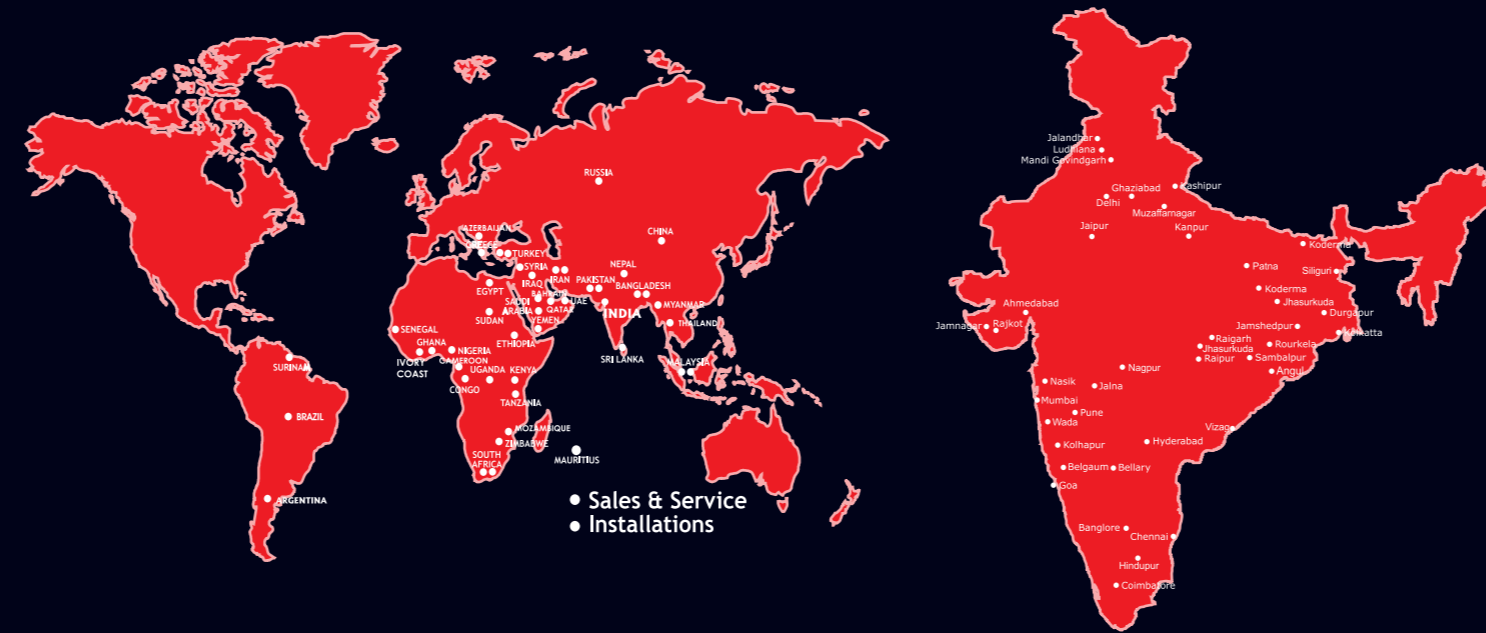 RUSSIA
AZERBAIJAN
GREECE
TURKEY
CHINA
SYRIA
IRAQ
IRAN
PAKISTAN
NEPAL
BANGLADESH
EGYPT
BAHRAIN
SAUDI
ARABIA
QATAR
UAE
INDIA
MYANMAR
SUDAN
YEMEN
THAILAND
SENEGAL
GHANA
NIGERIA
ETHIOPIA
IVORY
COAST
CAMEROON
SRI LANKA
MALAYSIA
SURINAM
UGANDA
KENYA
CONGO
TANZANIA
BRAZIL
MOZAMBIQUE
ZIMBABWE
SOUTH
AFRICA
MAURITIUS
ARGENTINA
Sales & Service
Installations
Jalandhar
Ludhiana
Mandi Govindgarh
Ghaziabad
Kashipur
Delhi
Muzaffarnagar
Jaipur
Kanpur
Koderma
Patna
Siliguri
Koderma
Jhasurkuda
Ahmedabad
Durgapur
Jamnagar
Rajkot
Jamshedpur
Kolkatta
Raigarh
Jhasurkuda
Rourkela
Raipur
Sambalpur
Nagpur
Angul
Nasik
Jalna
Mumbai
Pune
Wada
Vizag
Kolhapur
Hyderabad
Belgaum
Bellary
Goa
Banglore
Chennai
Hindupur
Coimbatore